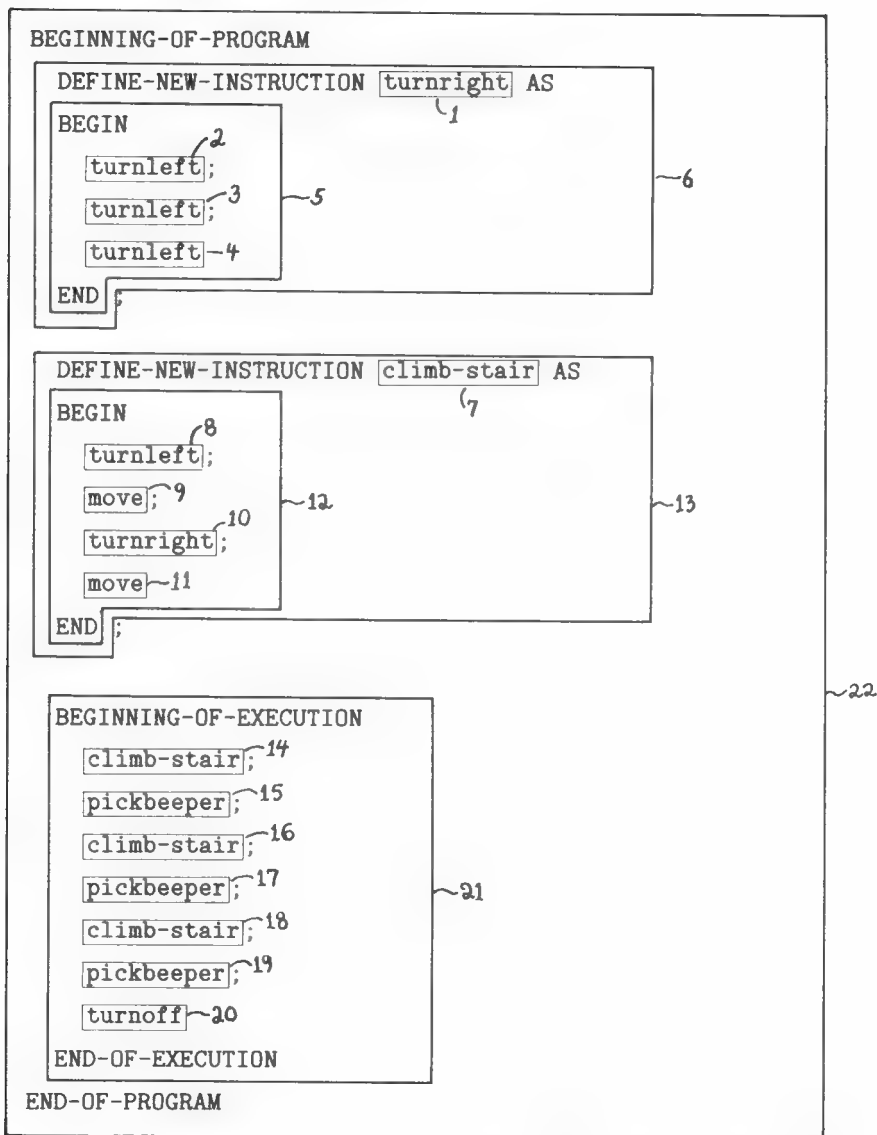 BEGINNING-OF-PROGRAM
DEFINE-NEW-INSTRUCTION turnright AS
1
BEGIN
2
turnleft;
3
turnleft;
turnleft 4
END;
5
6
DEFINE-NEW-INSTRUCTION climb-stair AS
7
BEGIN
8
turnleft;
move; 9
10
turnright;
move 11
END;
12
13
22
BEGINNING-OF-EXECUTION
climb-stair; 14
pickbeeper; 15
climb-stair; 16
pickbeeper; 17
climb-stair; 18
pickbeeper; 19
turnoff 20
END-OF-EXECUTION
21
END-OF-PROGRAM